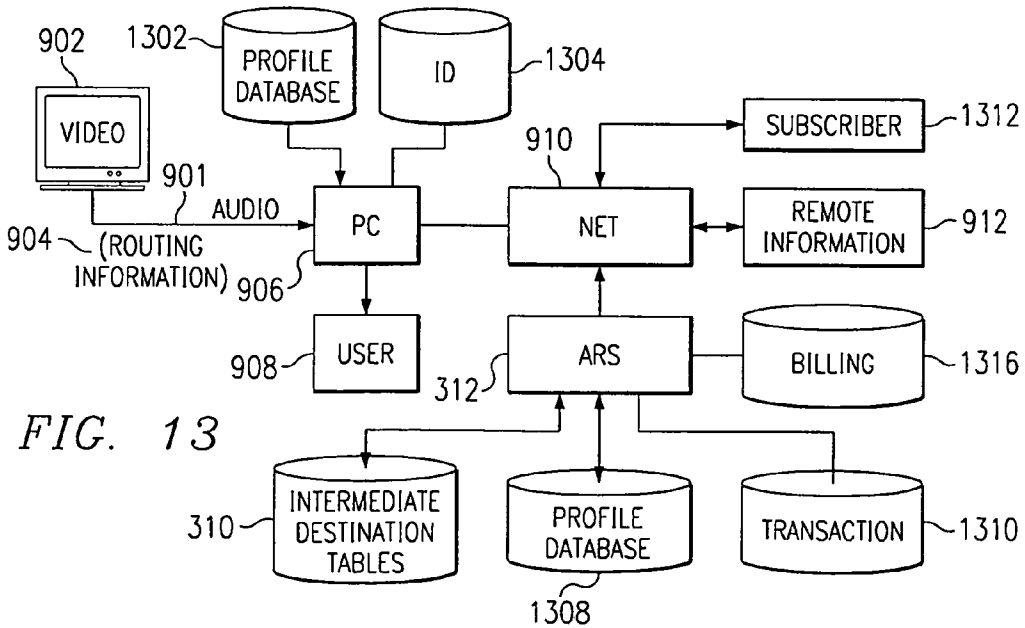 902
1302
PROFILE
DATABASE
ID
1304
VIDEO
901
AUDIO
904
(ROUTING
INFORMATION)
PC
906
910
NET
SUBSCRIBER
1312
REMOTE
INFORMATION
912
USER
908
ARS
312
BILLING
1316
FIG. 13
INTERMEDIATE
DESTINATION
TABLES
310
PROFILE
DATABASE
1308
TRANSACTION
1310